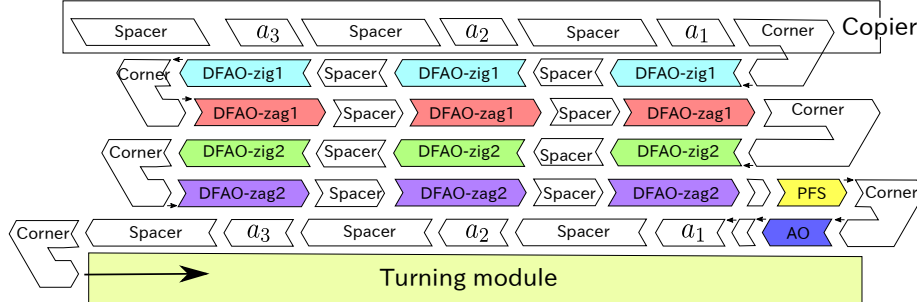 Spacer a₃ Spacer a₂ Spacer a₁ Corner Copier
Corner DFAO-zig1 Spacer DFAO-zig1 Spacer DFAO-zig1
DFAO-zag1 Spacer DFAO-zag1 Spacer DFAO-zag1 Corner
Corner DFAO-zig2 Spacer DFAO-zig2 Spacer DFAO-zig2
DFAO-zag2 Spacer DFAO-zag2 Spacer DFAO-zag2 PFS Corner
Corner Spacer a₃ Spacer a₂ Spacer a₁ AO
Turning module